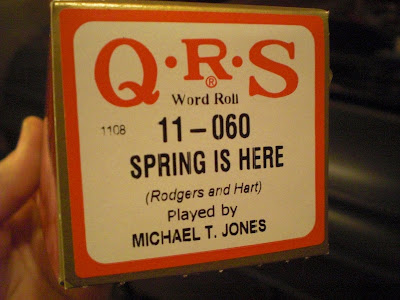 Q·R·S
®
Word Roll
1108
11-060
SPRING IS HERE
(Rodgers and Hart)
Played by
MICHAEL T. JONES